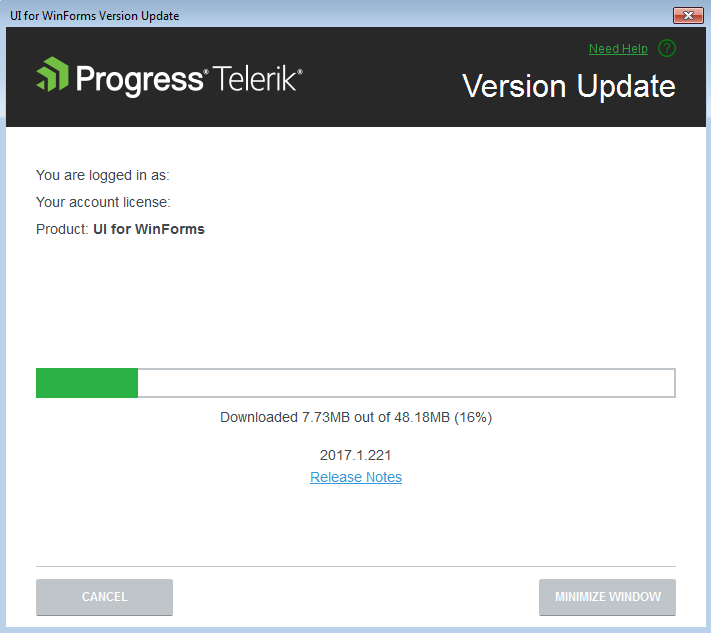 UI for WinForms Version Update
Need Help ?
Progress® Telerik®
Version Update
You are logged in as:
Your account license:
Product: UI for WinForms
Downloaded 7.73MB out of 48.18MB (16%)
2017.1.221
Release Notes
CANCEL
MINIMIZE WINDOW